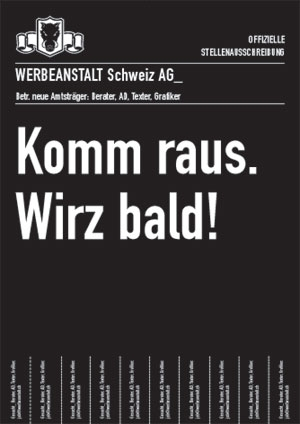 OFFIZIELLE
STELLENAUSSCHREIBUNG
WERBEANSTALT Schweiz AG_
Betr. neue Amtsträger: Berater, AD, Texter, Grafiker
Komm raus.
Wirz bald!